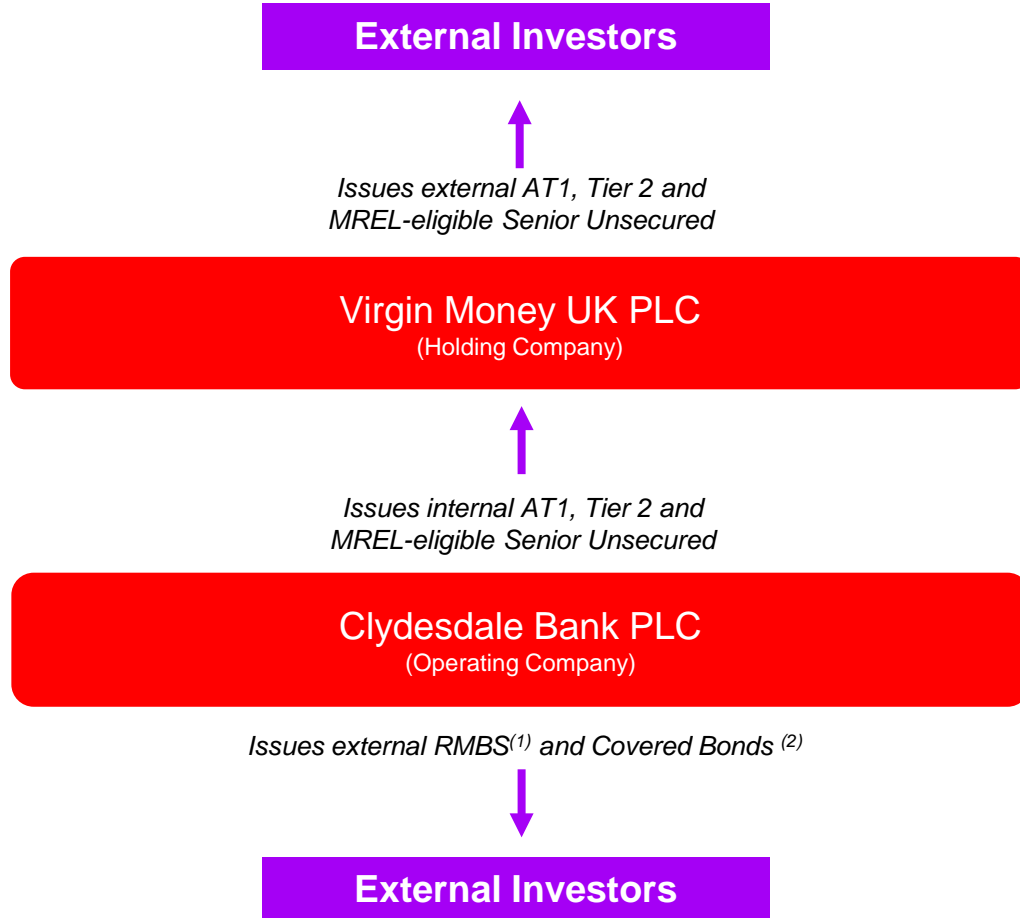 External Investors
Issues external AT1, Tier 2 and
MREL-eligible Senior Unsecured
Virgin Money UK PLC
(Holding Company)
Issues internal AT1, Tier 2 and
MREL-eligible Senior Unsecured
Clydesdale Bank PLC
(Operating Company)
Issues external RMBS(1) and Covered Bonds (2)
External Investors